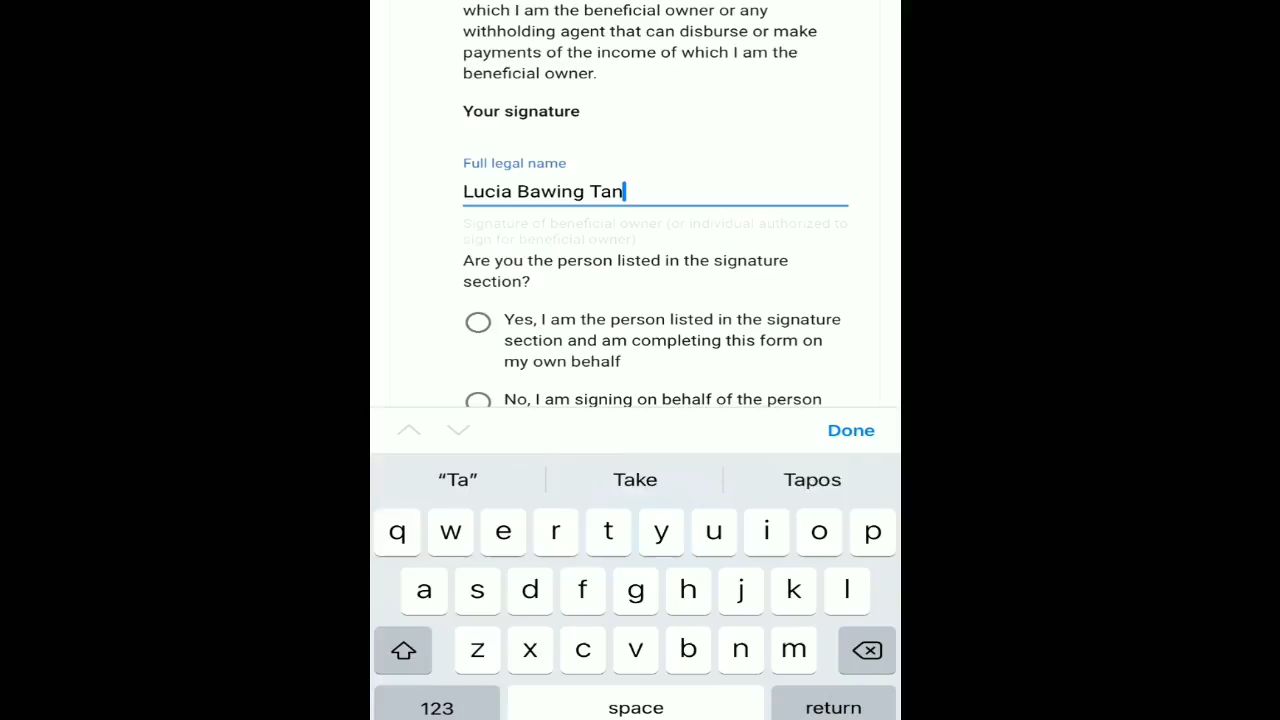 which I am the beneficial owner or any
withholding agent that can disburse or make
payments of the income of which I am the
beneficial owner.
Your signature
Full legal name
Lucia Bawing Tan
Signature of beneficial owner (or individual authorized to
sign for beneficial owner)
Are you the person listed in the signature
section?
Yes, I am the person listed in the signature
section and am completing this form on
my own behalf
No, I am signing on behalf of the person
Done
“Ta” Take Tapos
q w e r t y u i o p
a s d f g h j k l
z x c v b n m
123 space return